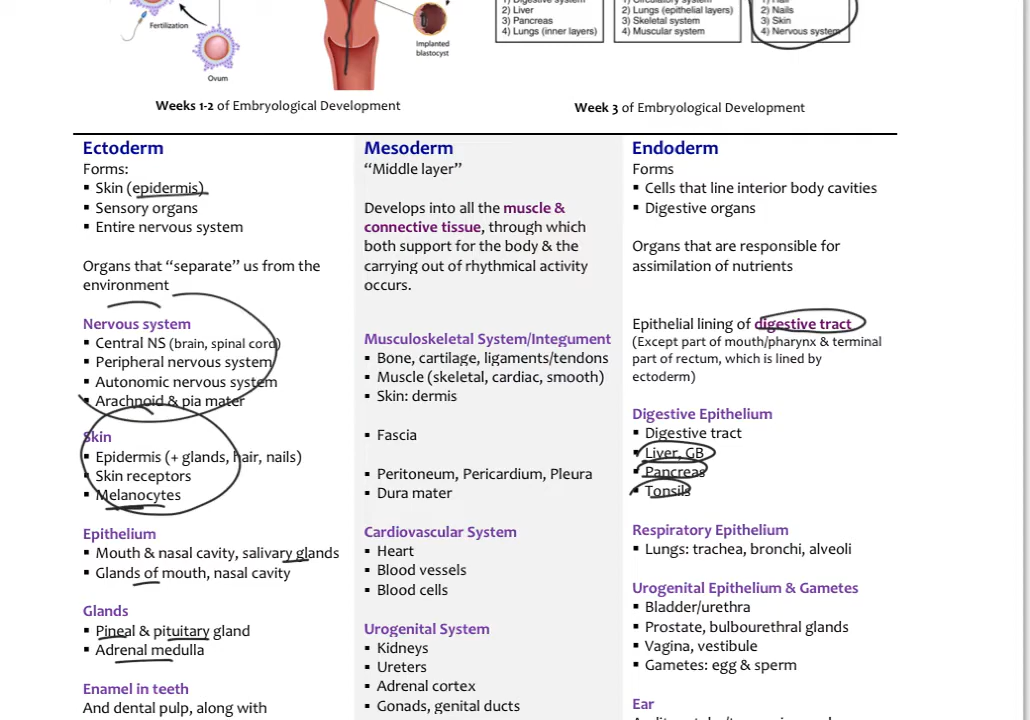 Fertilization
Ovum
Implanted
blastocyst
2) Liver
3) Pancreas
4) Lungs (inner layers)
2) Lungs (epithelial layers)
3) Skeletal system
4) Muscular system
2) Nails
3) Skin
4) Nervous system
Weeks 1-2 of Embryological Development
Week 3 of Embryological Development
Ectoderm
Forms:
▪ Skin (epidermis)
▪ Sensory organs
▪ Entire nervous system
Organs that “separate” us from the
environment
Nervous system
▪ Central NS (brain, spinal cord)
▪ Peripheral nervous system
▪ Autonomic nervous system
▪ Arachnoid & pia mater
Skin
▪ Epidermis (+ glands, hair, nails)
▪ Skin receptors
▪ Melanocytes
Epithelium
▪ Mouth & nasal cavity, salivary glands
▪ Glands of mouth, nasal cavity
Glands
▪ Pineal & pituitary gland
▪ Adrenal medulla
Enamel in teeth
And dental pulp, along with
Mesoderm
“Middle layer”
Develops into all the muscle &
connective tissue, through which
both support for the body & the
carrying out of rhythmical activity
occurs.
Musculoskeletal System/Integument
▪ Bone, cartilage, ligaments/tendons
▪ Muscle (skeletal, cardiac, smooth)
▪ Skin: dermis
▪ Fascia
▪ Peritoneum, Pericardium, Pleura
▪ Dura mater
Cardiovascular System
▪ Heart
▪ Blood vessels
▪ Blood cells
Urogenital System
▪ Kidneys
▪ Ureters
▪ Adrenal cortex
▪ Gonads, genital ducts
Endoderm
Forms
▪ Cells that line interior body cavities
▪ Digestive organs
Organs that are responsible for
assimilation of nutrients
Epithelial lining of digestive tract
(Except part of mouth/pharynx & terminal
part of rectum, which is lined by
ectoderm)
Digestive Epithelium
▪ Digestive tract
▪ Liver, GB
▪ Pancreas
▪ Tonsils
Respiratory Epithelium
▪ Lungs: trachea, bronchi, alveoli
Urogenital Epithelium & Gametes
▪ Bladder/urethra
▪ Prostate, bulbourethral glands
▪ Vagina, vestibule
▪ Gametes: egg & sperm
Ear